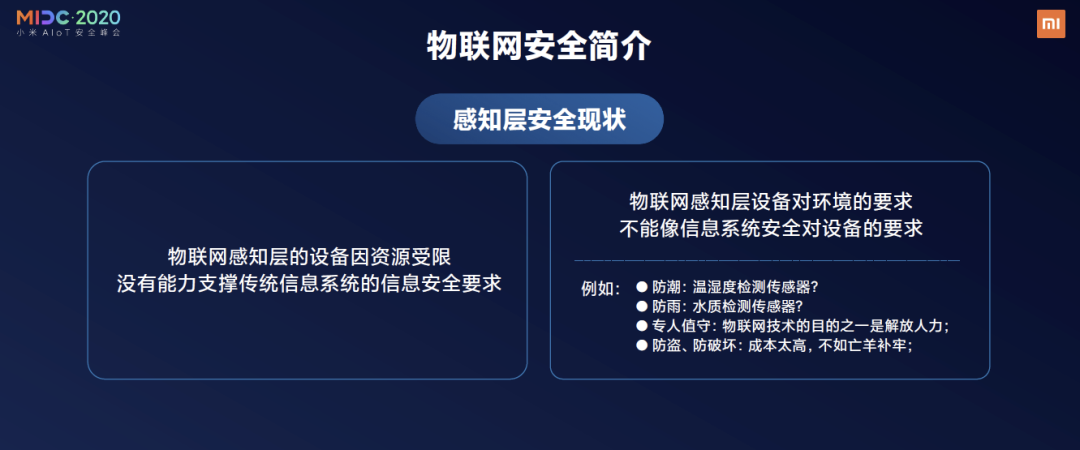 MIDC·2020
小米AIoT安全峰会
物联网安全简介
感知层安全现状
物联网感知层的设备因资源受限
没有能力支撑传统信息系统的信息安全要求
物联网感知层设备对环境的要求
不能像信息系统安全对设备的要求
例如：
● 防潮：温湿度检测传感器?
● 防雨：水质检测传感器?
● 专人值守：物联网技术的目的之一是解放人力；
● 防盗、防破坏：成本太高，不如亡羊补牢；